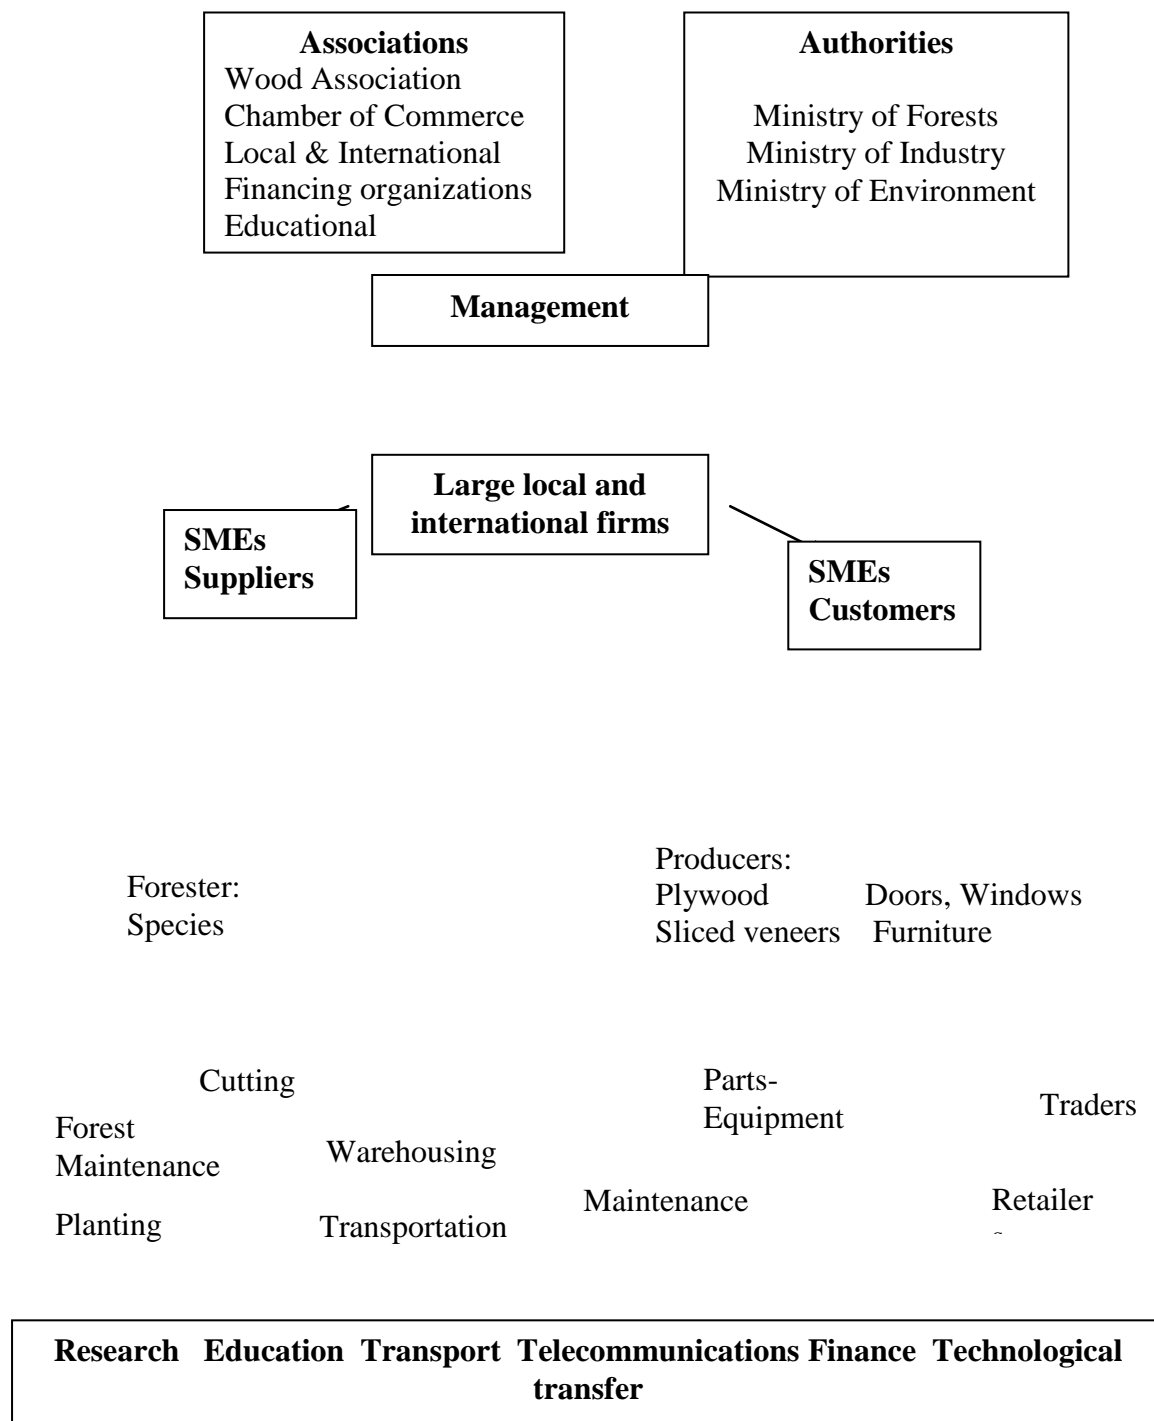 Associations
Wood Association
Chamber of Commerce
Local & International
Financing organizations
Educational
Authorities
Ministry of Forests
Ministry of Industry
Ministry of Environment
Management
Large local and
international firms
SMEs
Suppliers
SMEs
Customers
Forester:
Species
Producers:
Plywood Doors, Windows
Sliced veneers Furniture
Cutting
Forest
Maintenance
Planting
Warehousing
Transportation
Parts-
Equipment
Maintenance
Traders
Retailer
Research Education Transport Telecommunications Finance Technological
transfer